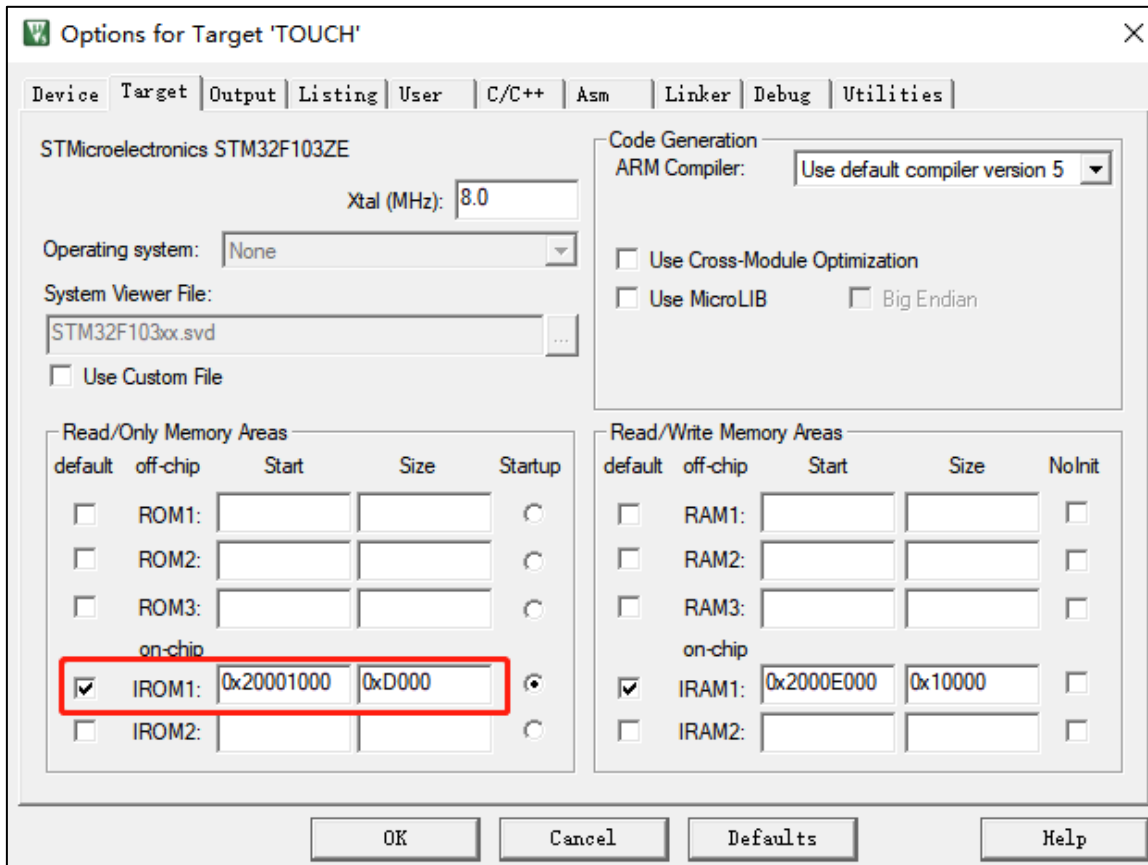 Options for Target 'TOUCH'
Device Target Output Listing User C/C++ Asm Linker Debug Utilities
STMicroelectronics STM32F103ZE
Xtal (MHz): 8.0
Operating system: None
System Viewer File:
STM32F103xx.svd ...
Use Custom File
Code Generation
ARM Compiler: Use default compiler version 5
Use Cross-Module Optimization
Use MicroLIB Big Endian
Read/Only Memory Areas
default off-chip Start Size Startup
ROM1:
ROM2:
ROM3:
on-chip
IROM1: 0x20001000 0xD000
IROM2:
Read/Write Memory Areas
default off-chip Start Size NoInit
RAM1:
RAM2:
RAM3:
on-chip
IRAM1: 0x2000E000 0x10000
IRAM2:
OK Cancel Defaults Help